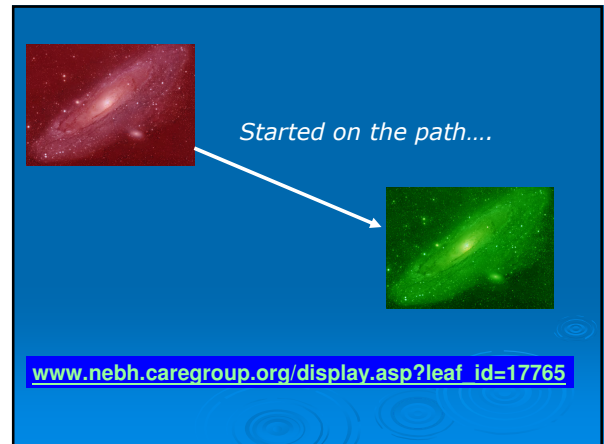 Started on the path….
www.nebh.caregroup.org/display.asp?leaf_id=17765